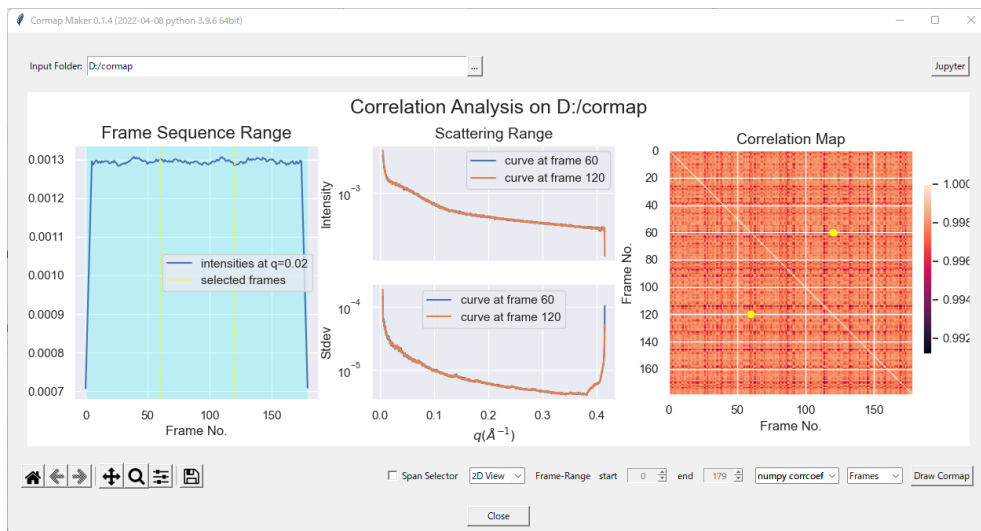 Cormap Maker 0.1.4 (2022-04-08 python 3.9.6 64bit)
Input Folder: D:/cormap ... Jupyter
Correlation Analysis on D:/cormap
Frame Sequence Range
0.0013
0.0012
0.0011
0.0010
0.0009
0.0008
0.0007
intensities at q=0.02
selected frames
0 50 100 150
Frame No.
Scattering Range
Intensity
10⁻³
curve at frame 60
curve at frame 120
Stdev
10⁻⁴
10⁻⁵
curve at frame 60
curve at frame 120
0.0 0.1 0.2 0.3 0.4
q(Å⁻¹)
Correlation Map
Frame No.
0
20
40
60
80
100
120
140
160
0 50 100 150
Frame No.
1.000
0.998
0.996
0.994
0.992
Span Selector 2D View Frame-Range start 0 end 179 numpy corrcoef Frames Draw Cormap
Close